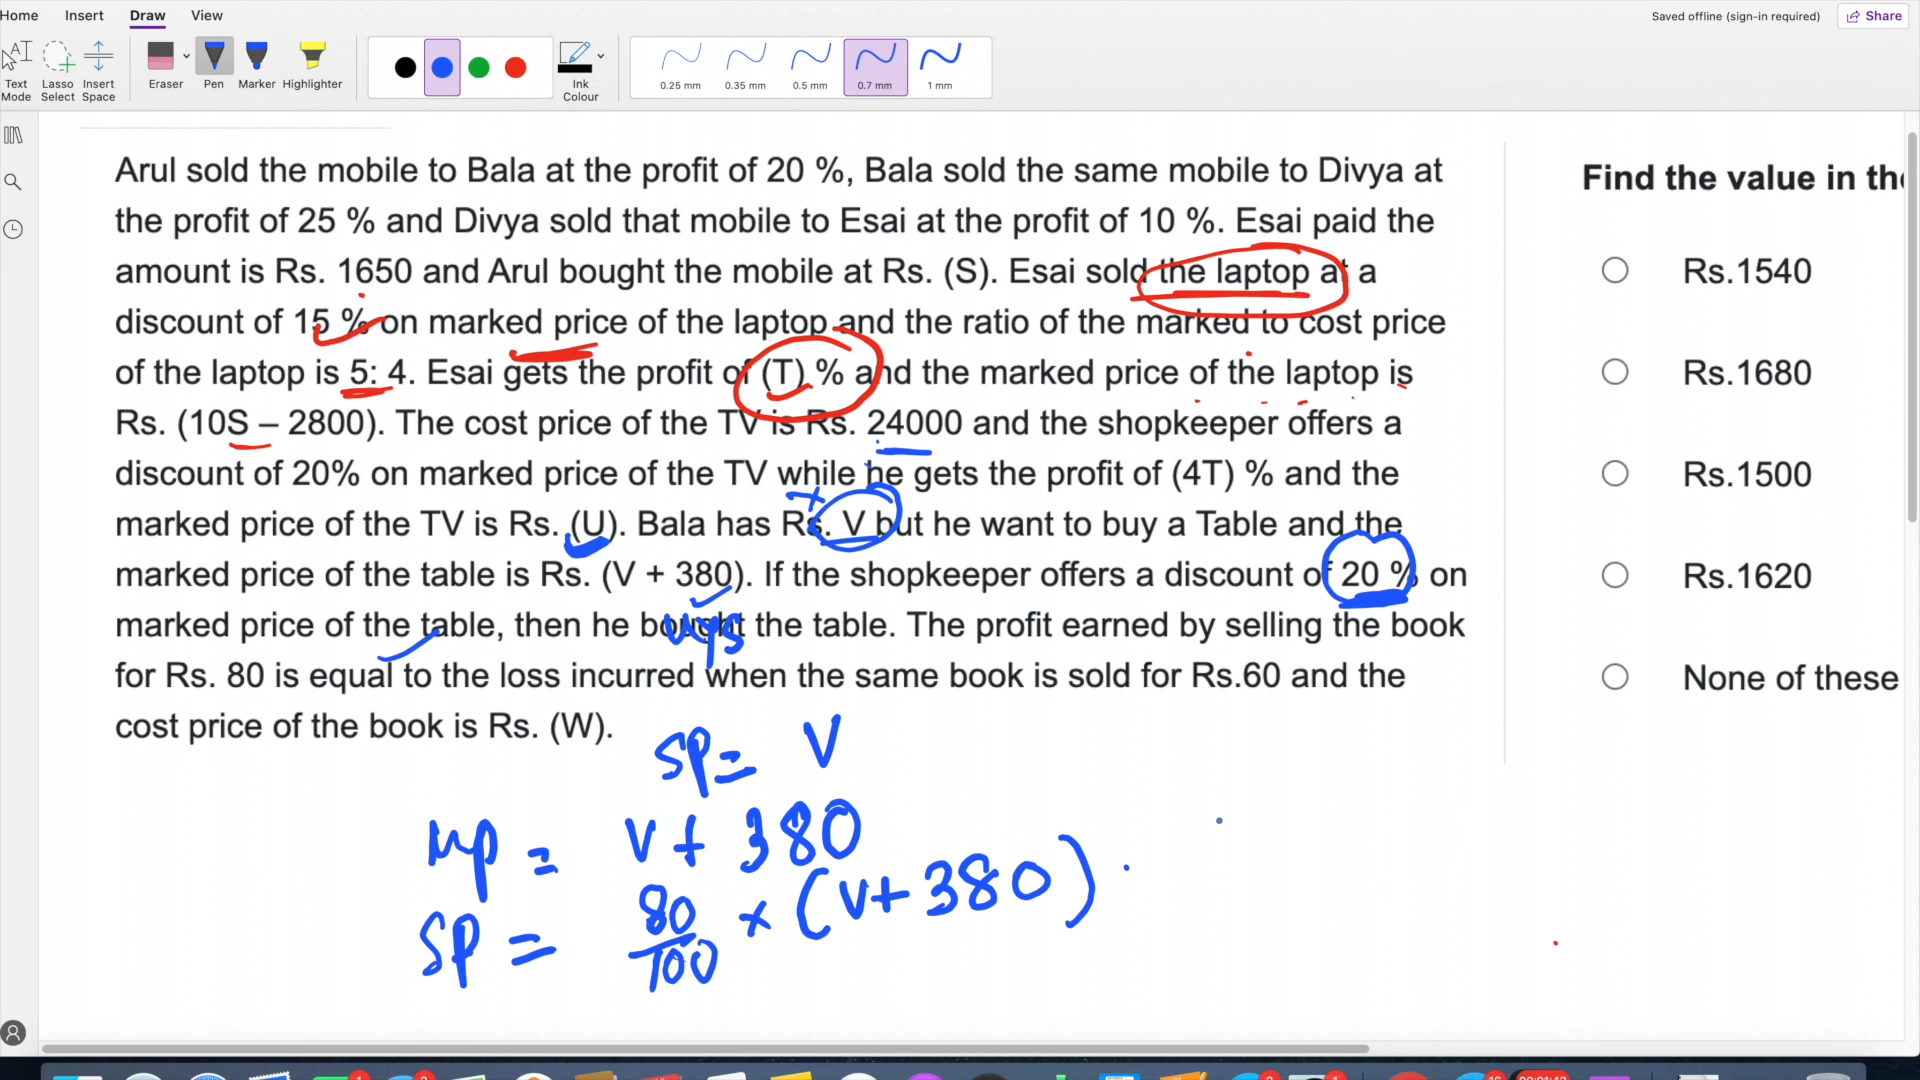 Home Insert Draw View
Saved offline (sign-in required) Share
Text Mode
Lasso Select
Insert Space
Eraser
Pen
Marker
Highlighter
Ink Colour
0.25 mm
0.35 mm
0.5 mm
0.7 mm
1 mm
Arul sold the mobile to Bala at the profit of 20 %, Bala sold the same mobile to Divya at
the profit of 25 % and Divya sold that mobile to Esai at the profit of 10 %. Esai paid the
amount is Rs. 1650 and Arul bought the mobile at Rs. (S). Esai sold the laptop at a
discount of 15 % on marked price of the laptop and the ratio of the marked to cost price
of the laptop is 5: 4. Esai gets the profit of (T) % and the marked price of the laptop is
Rs. (10S – 2800). The cost price of the TV is Rs. 24000 and the shopkeeper offers a
discount of 20% on marked price of the TV while he gets the profit of (4T) % and the
marked price of the TV is Rs. (U). Bala has Rs. V but he want to buy a Table and the
marked price of the table is Rs. (V + 380). If the shopkeeper offers a discount of 20 % on
marked price of the table, then he bought the table. The profit earned by selling the book
for Rs. 80 is equal to the loss incurred when the same book is sold for Rs.60 and the
cost price of the book is Rs. (W).
SP = V
MP = V + 380
SP = 80/100 × (V+380)
Find the value in the
Rs.1540
Rs.1680
Rs.1500
Rs.1620
None of these